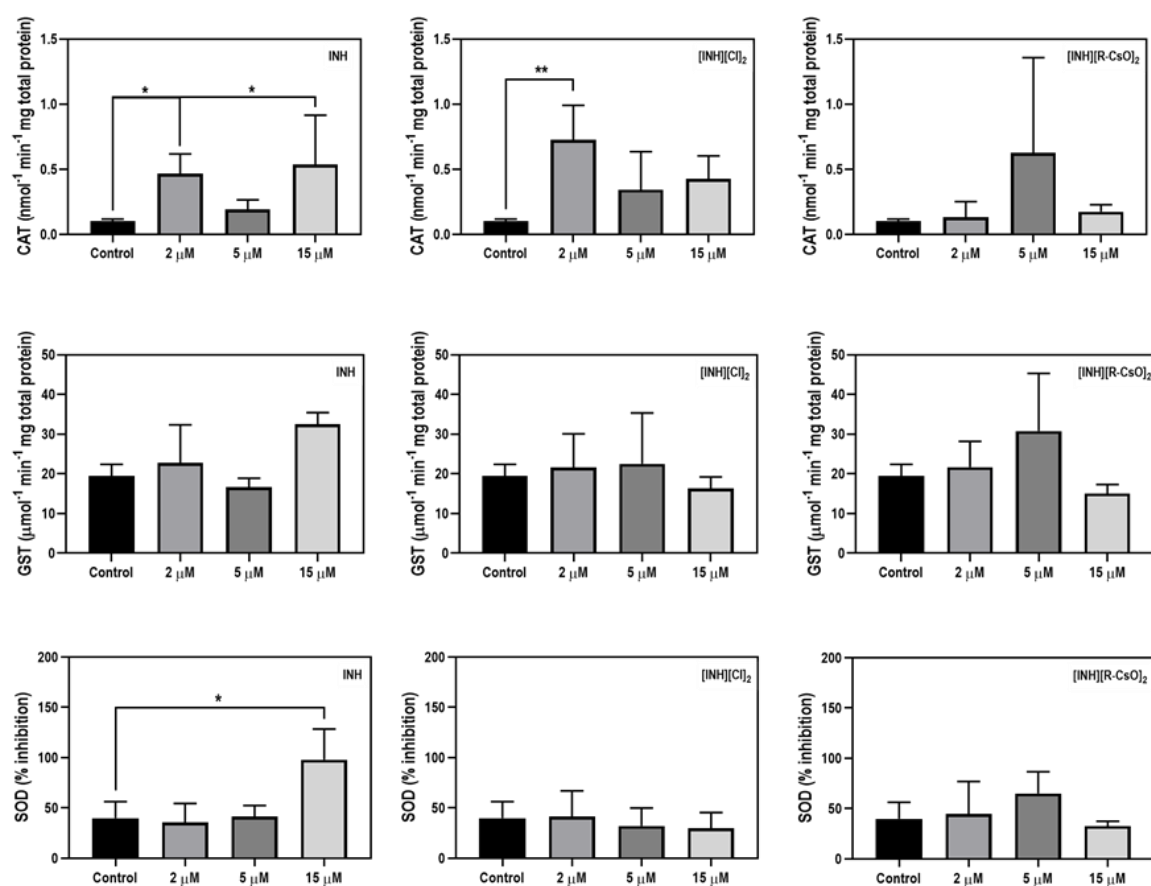 INH
CAT (nmol⁻¹ min⁻¹ mg total protein)
1.5
1.0
0.5
0.0
* *
Control 2 μM 5 μM 15 μM
[INH][Cl]₂
CAT (nmol⁻¹ min⁻¹ mg total protein)
1.5
1.0
0.5
0.0
**
Control 2 μM 5 μM 15 μM
[INH][R-CsO]₂
CAT (nmol⁻¹ min⁻¹ mg total protein)
1.5
1.0
0.5
0.0
Control 2 μM 5 μM 15 μM
INH
GST (μmol⁻¹ min⁻¹ mg total protein)
50
40
30
20
10
0
Control 2 μM 5 μM 15 μM
[INH][Cl]₂
GST (μmol⁻¹ min⁻¹ mg total protein)
50
40
30
20
10
0
Control 2 μM 5 μM 15 μM
[INH][R-CsO]₂
GST (μmol⁻¹ min⁻¹ mg total protein)
50
40
30
20
10
0
Control 2 μM 5 μM 15 μM
INH
SOD (% inhibition)
200
150
100
50
0
*
Control 2 μM 5 μM 15 μM
[INH][Cl]₂
SOD (% inhibition)
200
150
100
50
0
Control 2 μM 5 μM 15 μM
[INH][R-CsO]₂
SOD (% inhibition)
200
150
100
50
0
Control 2 μM 5 μM 15 μM